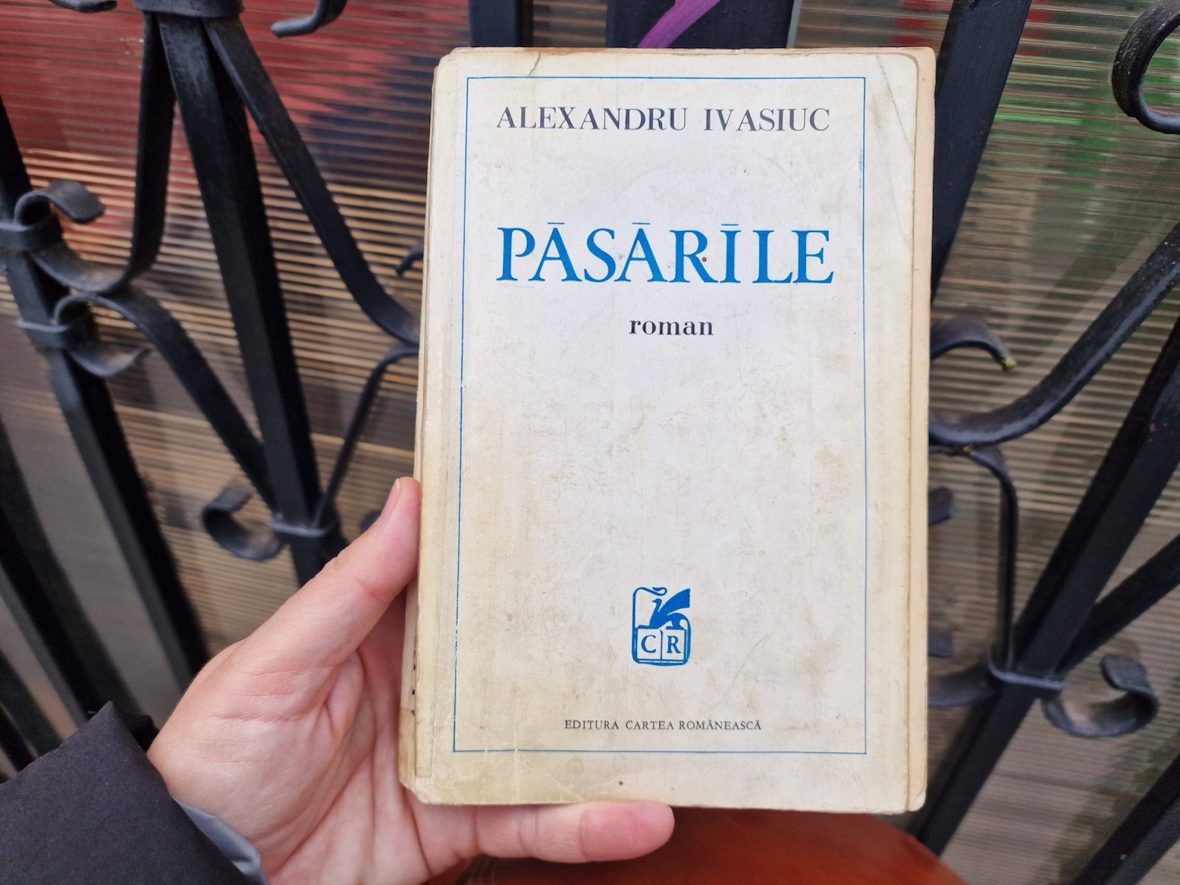 ALEXANDRU IVASIUC
PĀSĀRĪLE
roman
CR
EDITURA CARTEA ROMÂNEASCĂ